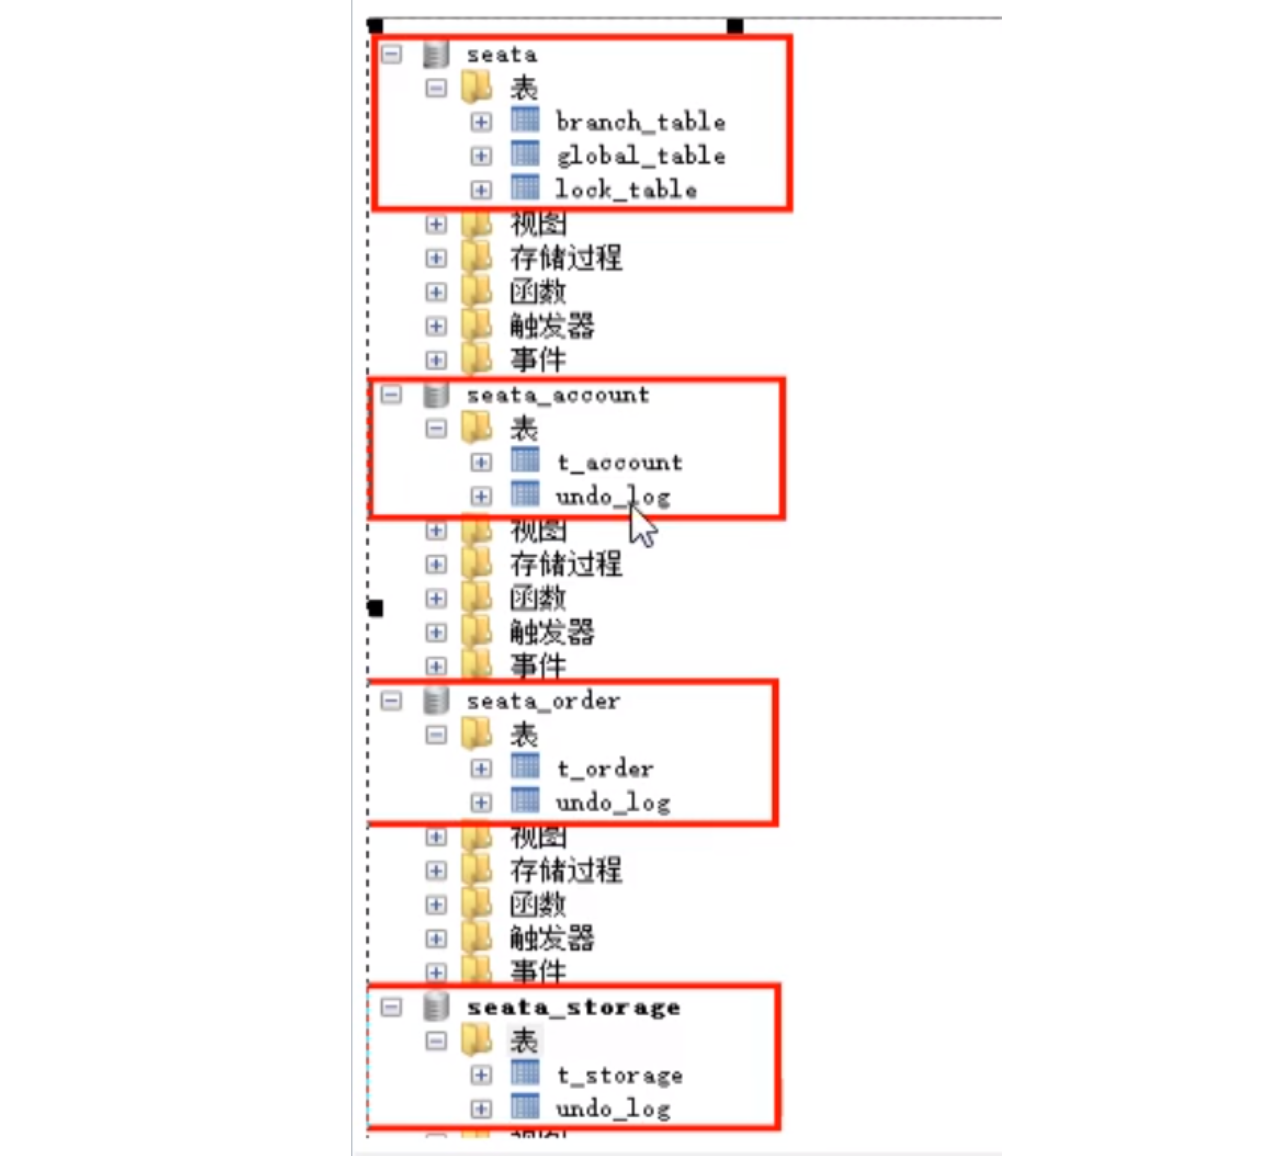 seata
表
branch_table
global_table
lock_table
视图
存储过程
函数
触发器
事件
seata_account
表
t_account
undo_log
视图
存储过程
函数
触发器
事件
seata_order
表
t_order
undo_log
视图
存储过程
函数
触发器
事件
seata_storage
表
t_storage
undo_log